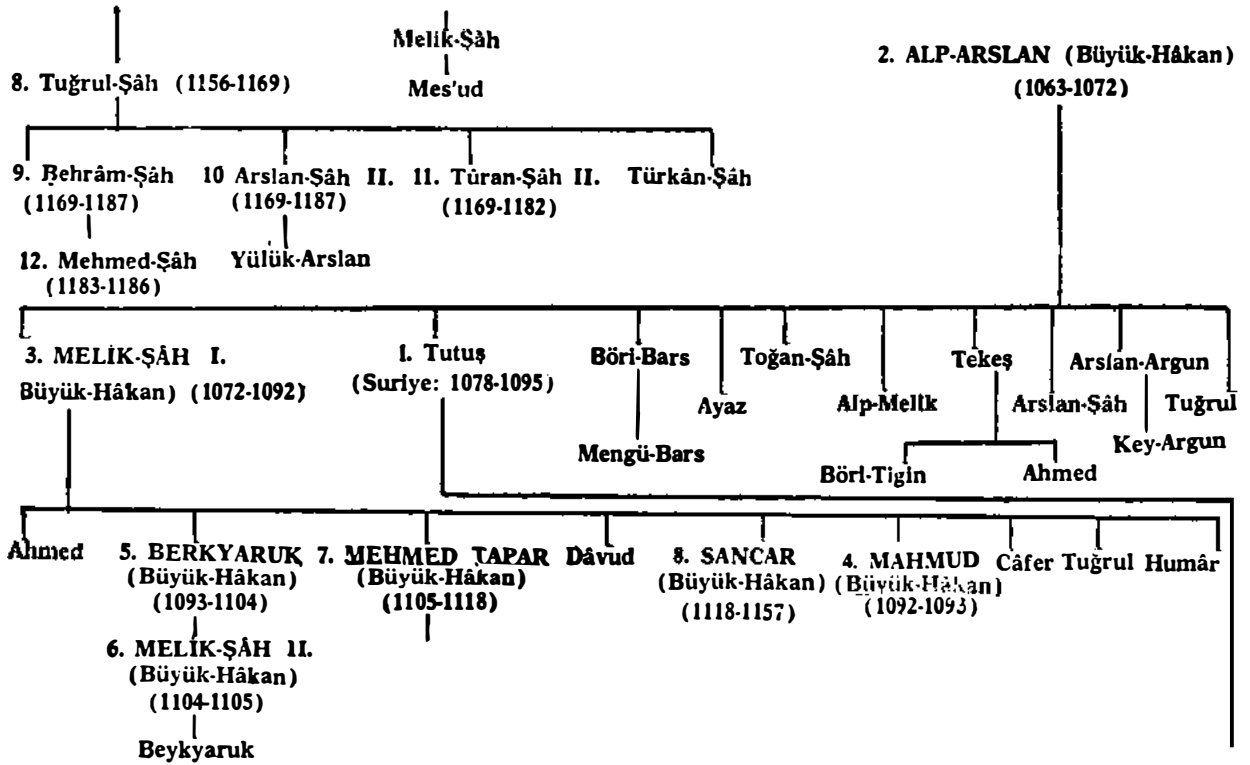 Melik-Şâh
2. ALP-ARSLAN (Büyük-Hâkan)
8. Tuğrul-Şâh (1156-1169)
Mes'ud
(1063-1072)
9. Behrâm-Şâh 10 Arslan-Şâh II. 11. Tûran-Şâh II. Türkân-Şâh
(1169-1187) (1169-1187) (1169-1182)
12. Mehmed-Şâh Yülük-Arslan
(1183-1186)
3. MELİK-ŞÂH I. 1. Tutuş Böri-Bars Toğan-Şâh Tekeş Arslan-Argun
Büyük-Hâkan) (1072-1092) (Suriye: 1078-1095)
Ayaz Alp-Melik Arslan-Şâh Tuğrul
Mengü-Bars Key-Argun
Böri-Tigin Ahmed
Ahmed 5. BERKYARUK 7. MEHMED TAPAR Dâvud 8. SANCAR 4. MAHMUD Câfer Tuğrul Humâr
(Büyük-Hâkan) (Büyük-Hâkan) (Büyük-Hâkan) (Büyük-Hâkan)
(1093-1104) (1105-1118) (1118-1157) (1092-1093)
6. MELİK-ŞÂH II.
(Büyük-Hâkan)
(1104-1105)
Beykyaruk